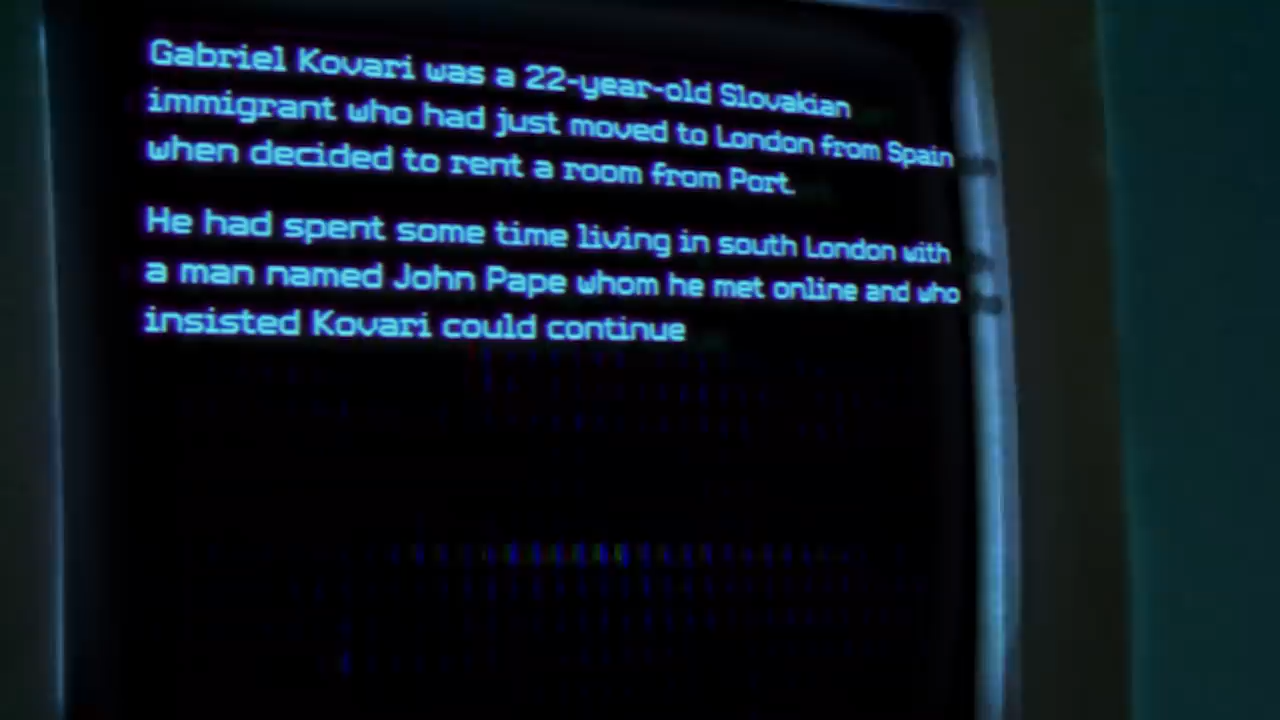 Gabriel Kovari was a 22-year-old Slovakian
immigrant who had just moved to London from Spain
when decided to rent a room from Port.
He had spent some time living in south London with
a man named John Pape whom he met online and who
insisted Kovari could continue